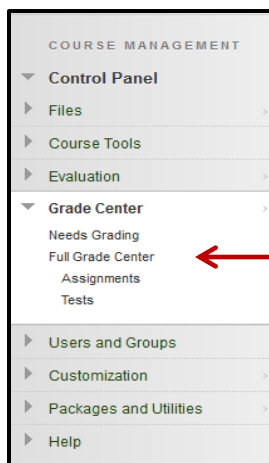 COURSE MANAGEMENT
Control Panel
Files
Course Tools
Evaluation
Grade Center
Needs Grading
Full Grade Center
Assignments
Tests
Users and Groups
Customization
Packages and Utilities
Help